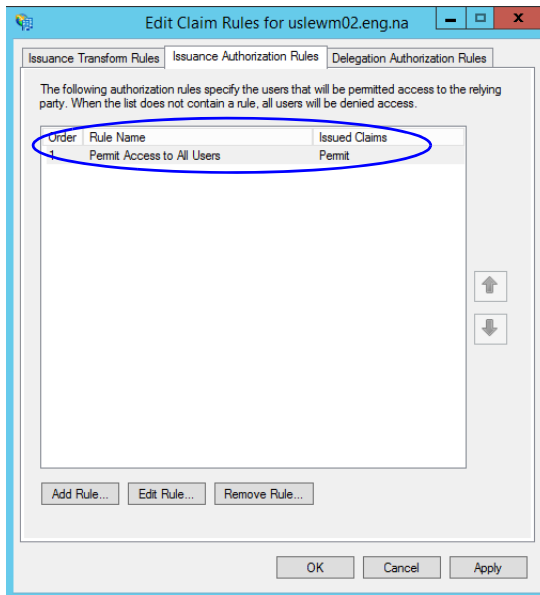 Edit Claim Rules for uslewm02.eng.na
Issuance Transform Rules Issuance Authorization Rules Delegation Authorization Rules
The following authorization rules specify the users that will be permitted access to the relying
party. When the list does not contain a rule, all users will be denied access.
Order Rule Name Issued Claims
1 Permit Access to All Users Permit
Add Rule... Edit Rule... Remove Rule...
OK Cancel Apply